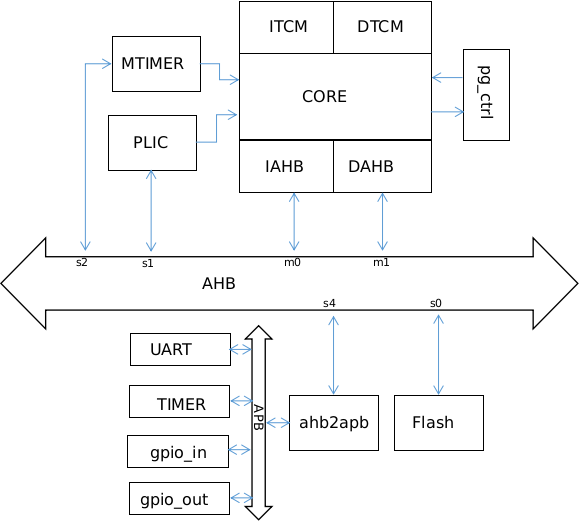 ITCM
DTCM
MTIMER
CORE
pg_ctrl
PLIC
IAHB
DAHB
s2
s1
m0
m1
AHB
s4
s0
UART
TIMER
APB
ahb2apb
Flash
gpio_in
gpio_out